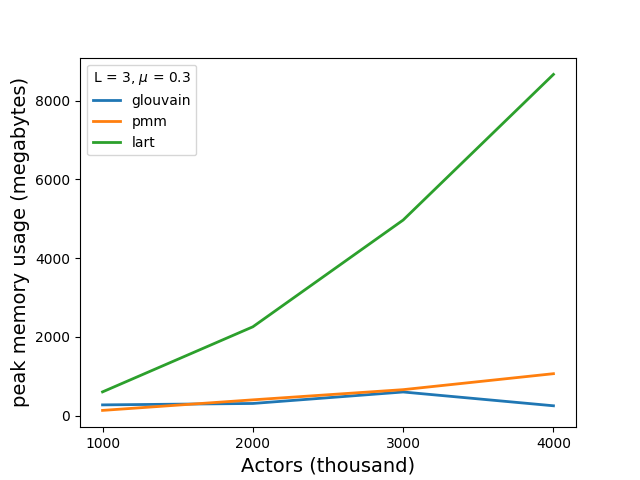 L = 3, μ = 0.3
glouvain
pmm
lart
peak memory usage (megabytes)
8000
6000
4000
2000
0
1000 2000 3000 4000
Actors (thousand)